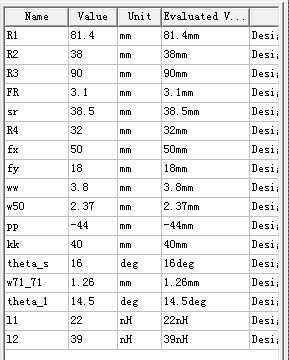 Name Value Unit Evaluated V...
R1 81.4 mm 81.4mm Desi
R2 38 mm 38mm Desi
R3 90 mm 90mm Desi
FR 3.1 mm 3.1mm Desi
sr 38.5 mm 38.5mm Desi
R4 32 mm 32mm Desi
fx 50 mm 50mm Desi
fy 18 mm 18mm Desi
ww 3.8 mm 3.8mm Desi
w50 2.37 mm 2.37mm Desi
pp -44 mm -44mm Desi
kk 40 mm 40mm Desi
theta_s 16 deg 16deg Desi
w71_71 1.26 mm 1.26mm Desi
theta_1 14.5 deg 14.5deg Desi
l1 22 nH 22nH Desi
l2 39 nH 39nH Desi